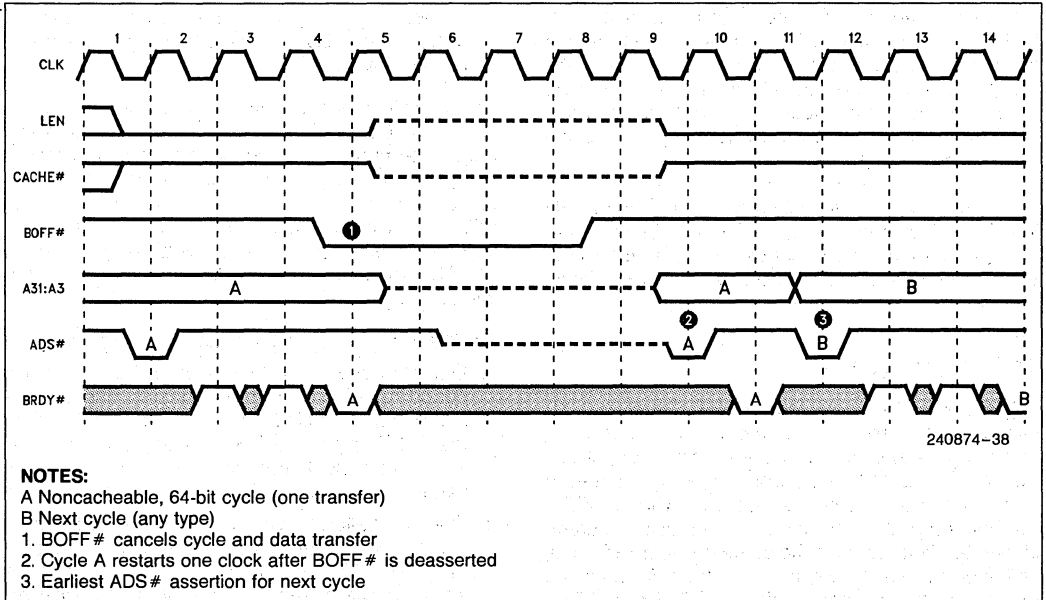 1 2 3 4 5 6 7 8 9 10 11 12 13 14
CLK
LEN
CACHE#
BOFF#
1
A31:A3
A
A
B
2
3
ADS#
A
A
B
BRDY#
A
A
B
240874–38
NOTES:
A Noncacheable, 64-bit cycle (one transfer)
B Next cycle (any type)
1. BOFF# cancels cycle and data transfer
2. Cycle A restarts one clock after BOFF# is deasserted
3. Earliest ADS# assertion for next cycle